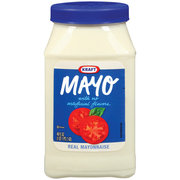 KRAFT
MAYO
with no
artificial flavors
REAL MAYONNAISE